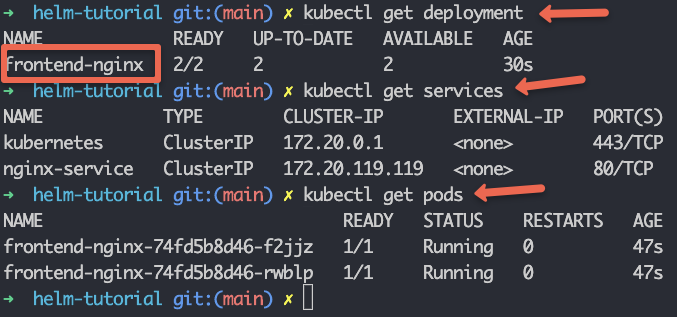 ➜ helm-tutorial git:(main) ✗ kubectl get deployment
NAME READY UP-TO-DATE AVAILABLE AGE
frontend-nginx 2/2 2 2 30s
➜ helm-tutorial git:(main) ✗ kubectl get services
NAME TYPE CLUSTER-IP EXTERNAL-IP PORT(S)
kubernetes ClusterIP 172.20.0.1 <none> 443/TCP
nginx-service ClusterIP 172.20.119.119 <none> 80/TCP
➜ helm-tutorial git:(main) ✗ kubectl get pods
NAME READY STATUS RESTARTS AGE
frontend-nginx-74fd5b8d46-f2jjz 1/1 Running 0 47s
frontend-nginx-74fd5b8d46-rwblp 1/1 Running 0 47s
➜ helm-tutorial git:(main) ✗